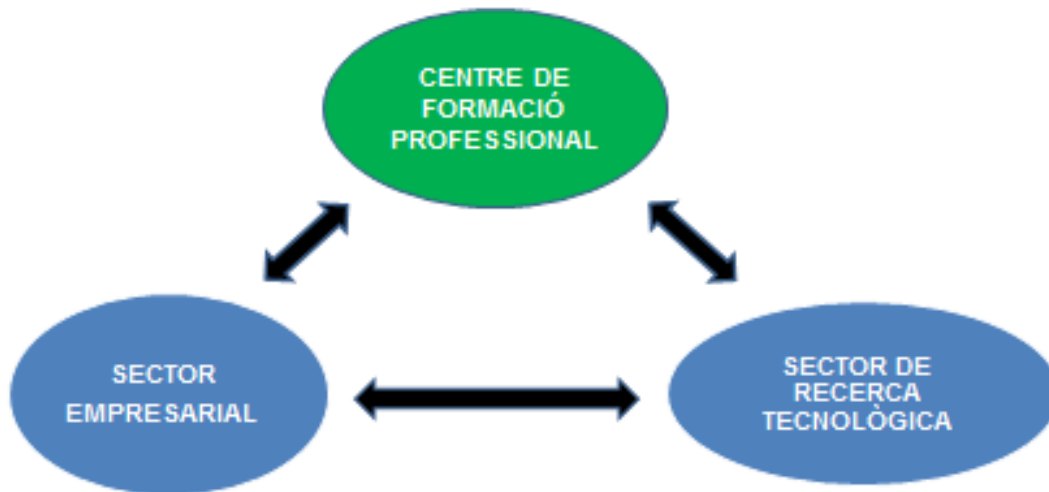 CENTRE DE
FORMACIÓ
PROFESSIONAL
SECTOR
EMPRESARIAL
SECTOR DE
RECERCA
TECNOLÒGICA